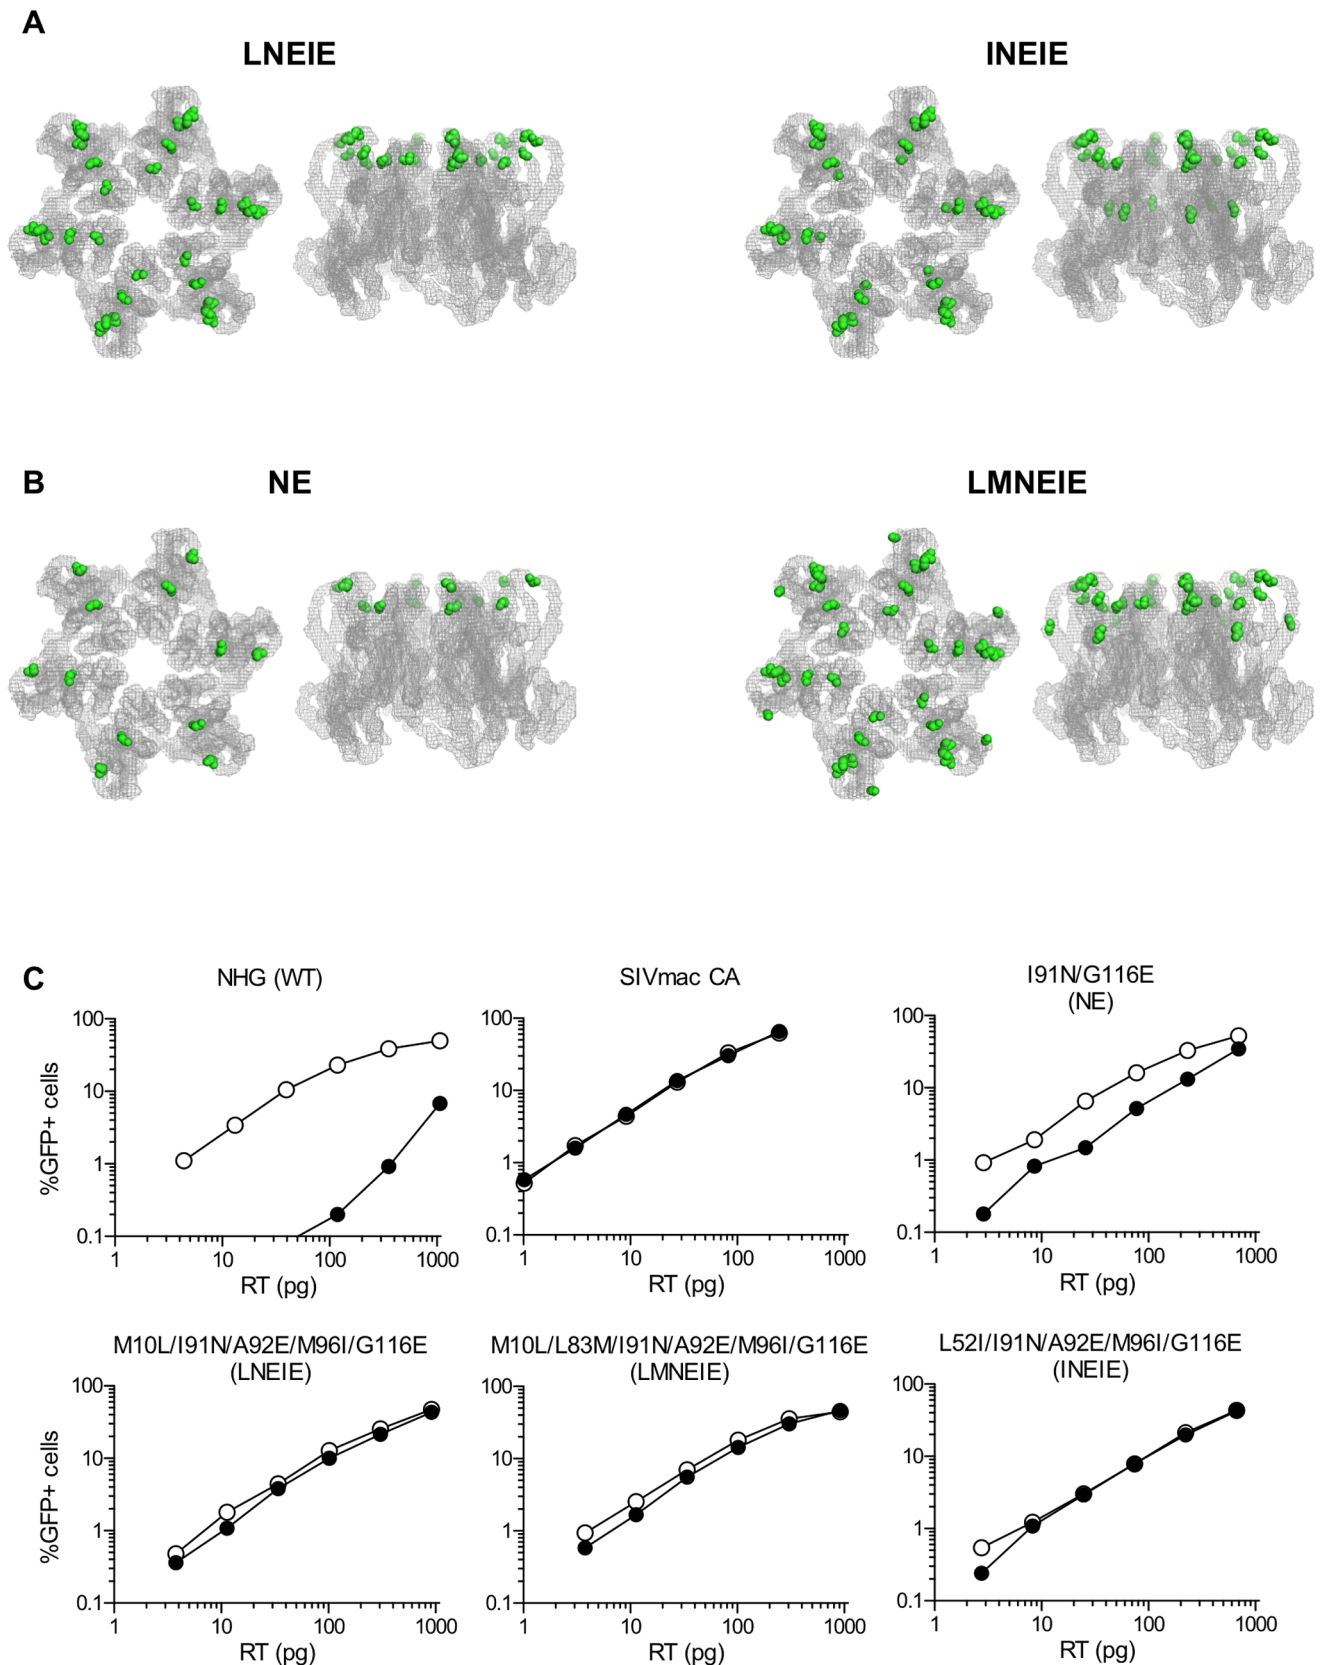 A
LNEIE
INEIE
B
NE
LMNEIE
C
NHG (WT)
SIVmac CA
I91N/G116E
(NE)
%GFP+ cells
100
10
1
0.1
1
10
100
1000
RT (pg)
100
10
1
0.1
1
10
100
1000
RT (pg)
100
10
1
0.1
1
10
100
1000
RT (pg)
M10L/I91N/A92E/M96I/G116E
(LNEIE)
M10L/L83M/I91N/A92E/M96I/G116E
(LMNEIE)
L52I/I91N/A92E/M96I/G116E
(INEIE)
%GFP+ cells
100
10
1
0.1
1
10
100
1000
RT (pg)
100
10
1
0.1
1
10
100
1000
RT (pg)
100
10
1
0.1
1
10
100
1000
RT (pg)